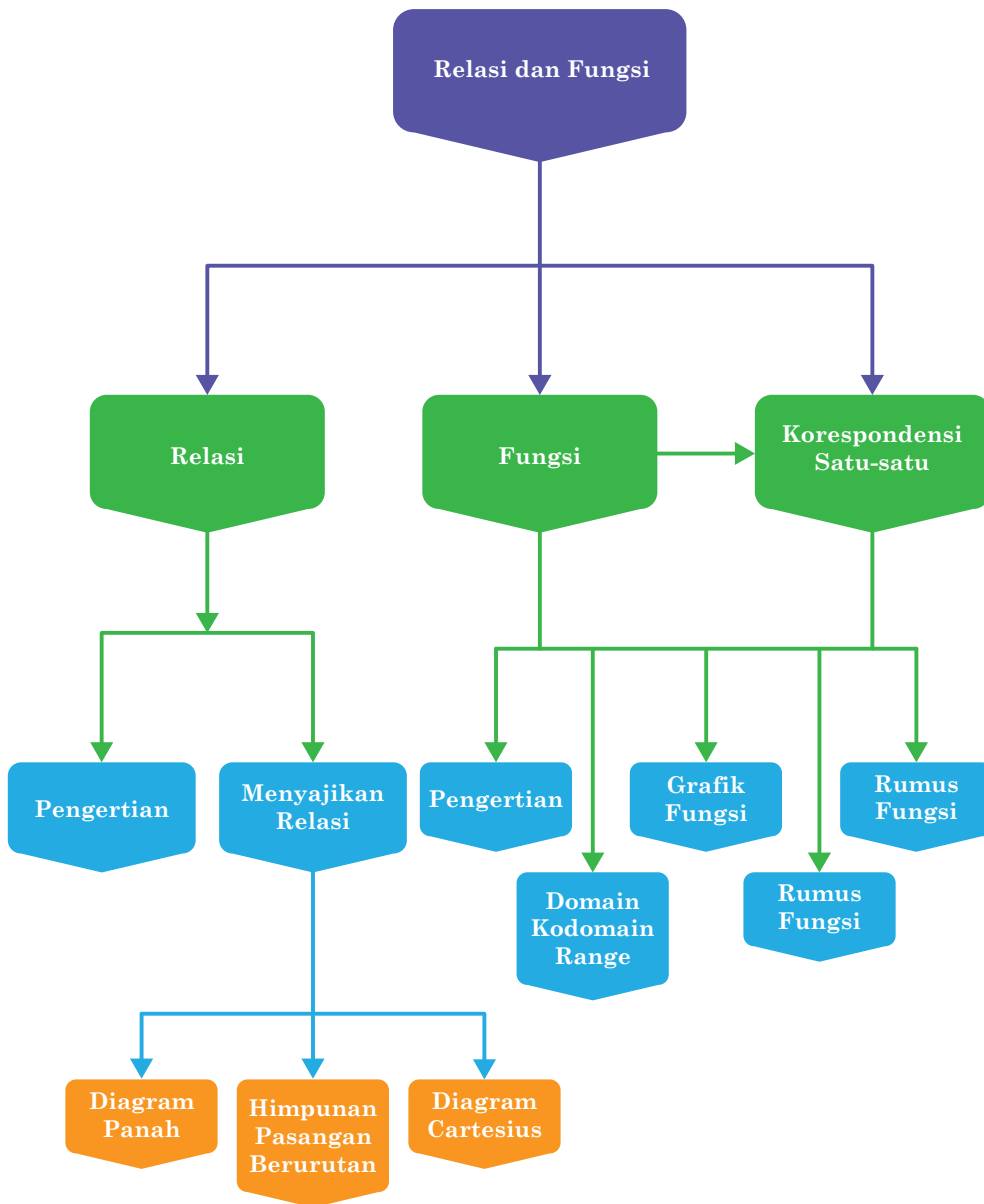 Relasi dan Fungsi
Relasi
Fungsi
Korespondensi
Satu-satu
Pengertian
Menyajikan
Relasi
Pengertian
Grafik
Fungsi
Rumus
Fungsi
Domain
Kodomain
Range
Rumus
Fungsi
Diagram
Panah
Himpunan
Pasangan
Berurutan
Diagram
Cartesius